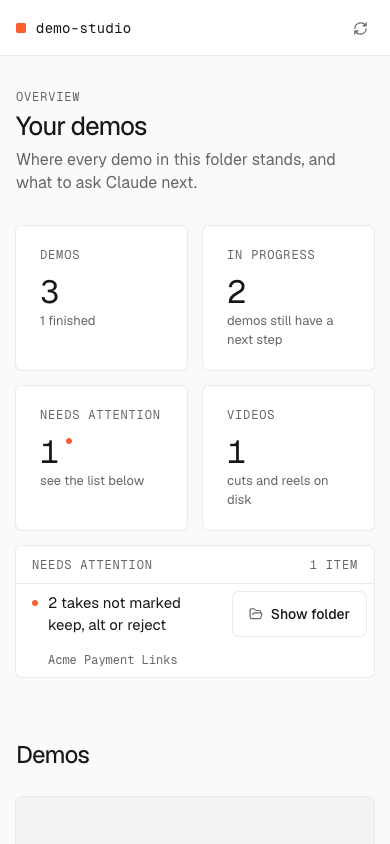 demo-studio
OVERVIEW
Your demos
Where every demo in this folder stands, and
what to ask Claude next.
DEMOS
3
1 finished
IN PROGRESS
2
demos still have a
next step
NEEDS ATTENTION
1
see the list below
VIDEOS
1
cuts and reels on
disk
NEEDS ATTENTION
1 ITEM
2 takes not marked
keep, alt or reject
Show folder
Acme Payment Links
Demos